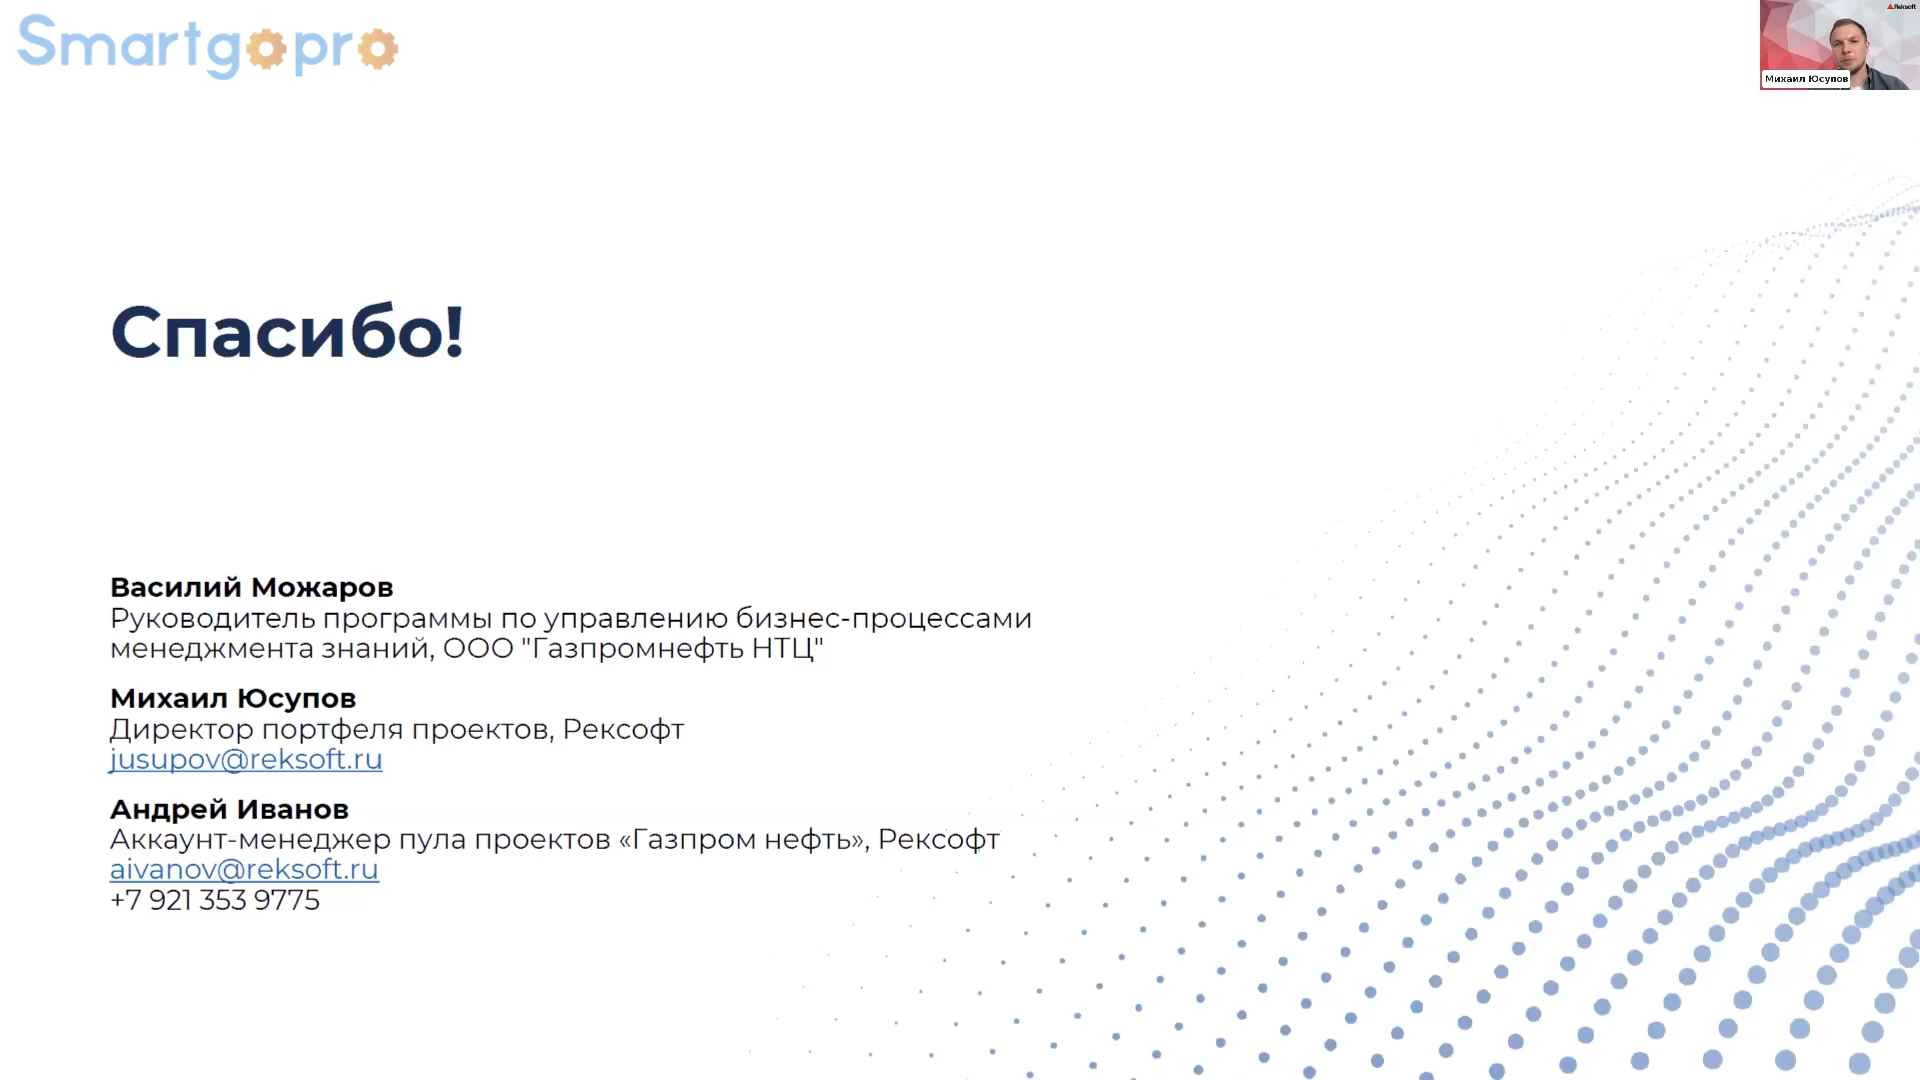 Smartgopro
Reksoft
Михаил Юсупов
Спасибо!
Василий Можаров
Руководитель программы по управлению бизнес-процессами
менеджмента знаний, ООО "Газпромнефть НТЦ"
Михаил Юсупов
Директор портфеля проектов, Рексофт
jusupov@reksoft.ru
Андрей Иванов
Аккаунт-менеджер пула проектов «Газпром нефть», Рексофт
aivanov@reksoft.ru
+7 921 353 9775